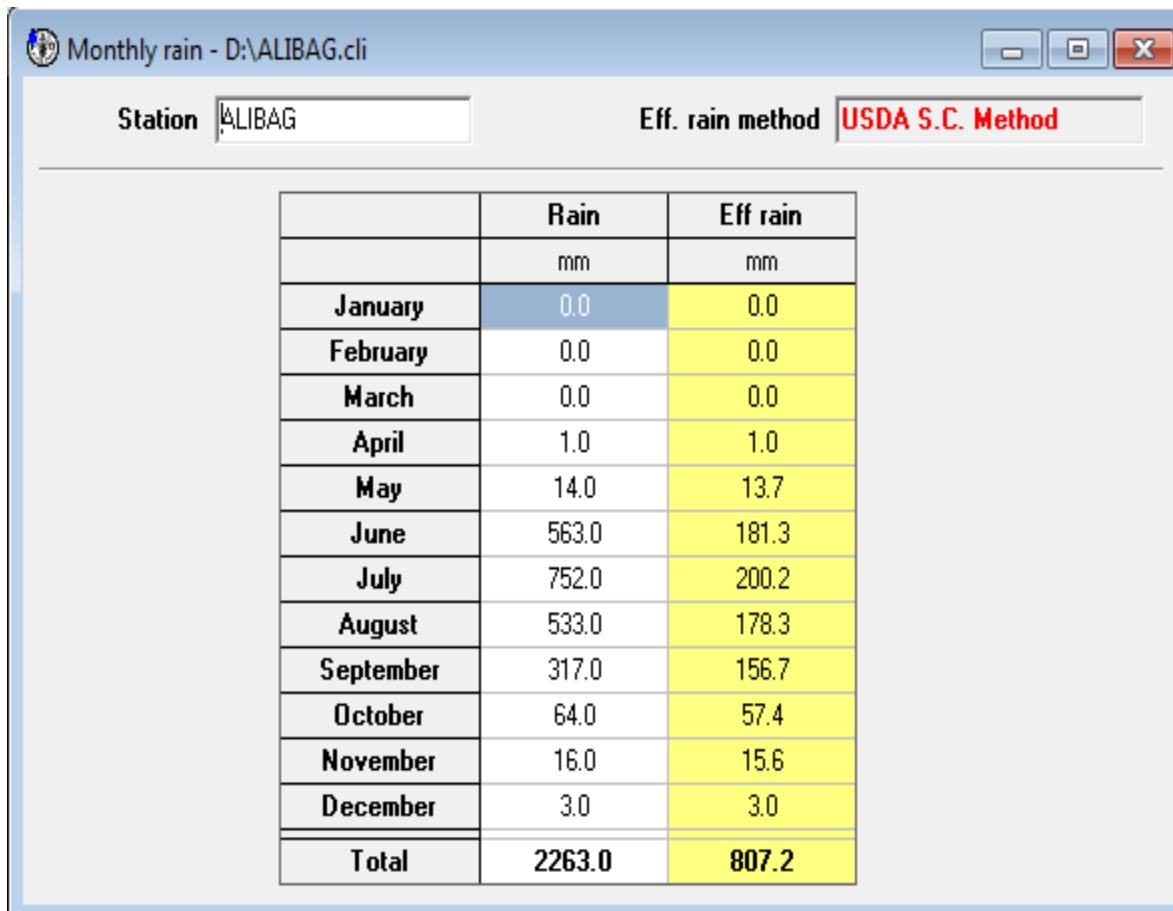 Monthly rain - D:\ALIBAG.cli
Station ALIBAG Eff. rain method USDA S.C. Method
Rain Eff rain
mm mm
January 0.0 0.0
February 0.0 0.0
March 0.0 0.0
April 1.0 1.0
May 14.0 13.7
June 563.0 181.3
July 752.0 200.2
August 533.0 178.3
September 317.0 156.7
October 64.0 57.4
November 16.0 15.6
December 3.0 3.0
Total 2263.0 807.2